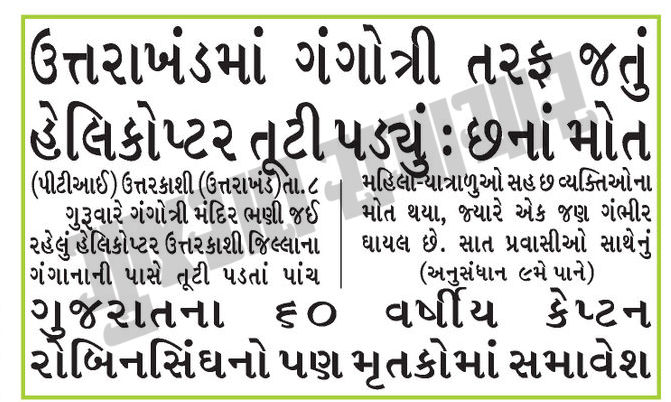 ઉત્તરાખંડમાં ગંગોત્રી તરફ જતું
હેલિકોપ્ટર તૂટી પડ્યું : છનાં મોત
(પીટીઆઈ) ઉત્તરકાશી (ઉત્તરાખંડ)તા.૮
ગુરૂવારે ગંગોત્રી મંદિર ભણી જઈ
રહેલું હેલિકોપ્ટર ઉત્તરકાશી જિલ્લાના
ગંગાનાની પાસે તૂટી પડતાં પાંચ
મહિલા-યાત્રાળુઓ સહ છ વ્યક્તિઓના
મોત થયા, જ્યારે એક જણ ગંભીર
ઘાયલ છે. સાત પ્રવાસીઓ સાથેનું
(અનુસંધાન ૯મે પાને)
ગુજરાતના ૬૦ વર્ષીય કેપ્ટન
રોબિનસિંઘનો પણ મૃતકોમાં સમાવેશ